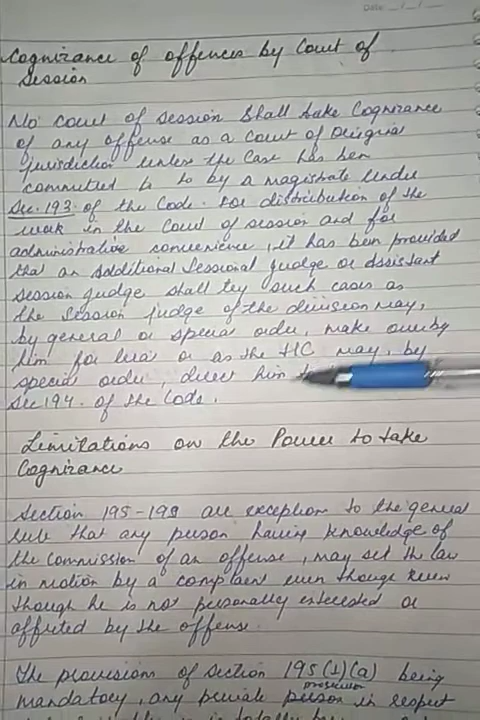 Date: _/_/_
Cognizance of offences by Court of
Session
No court of session shall take Cognizance
of any offense as a court of Original
jurisdiction unless the case has been
committed to to by a magistrate under
Sec. 193 of the Code. For distribution of the
work in the Court of session and for
administrative convenience, it has been provided
that an Additional Sessional judge or Assistant
session judge shall try such cases as
the session judge of the division may,
by general or special order, make over by
him for trial or as the HC may, by
special order, direct him
Sec 194. of the Code.
Limitations on the Power to take
Cognizance
Section 195-199 are exception to the general
rule that any person having knowledge of
the commission of an offense, may set the law
in motion by a complaint even though
though he is not personally interested or
affected by the offense.
The provisions of Section 195(1)(a) being
prosecutor
mandatory, any private person in respect